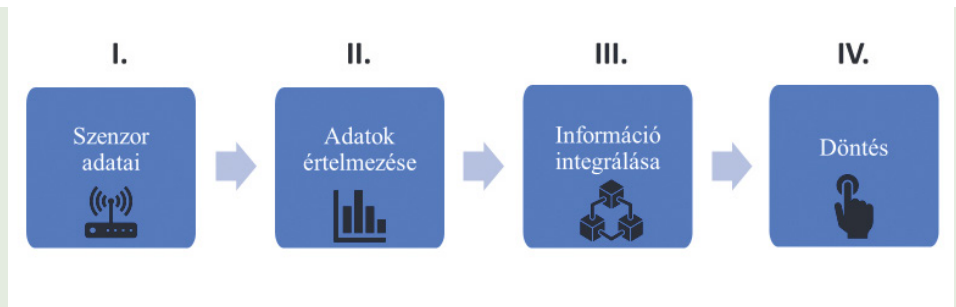 I.
II.
III.
IV.
Szenzor
adatai
Adatok
értelmezése
Információ
integrálása
Döntés